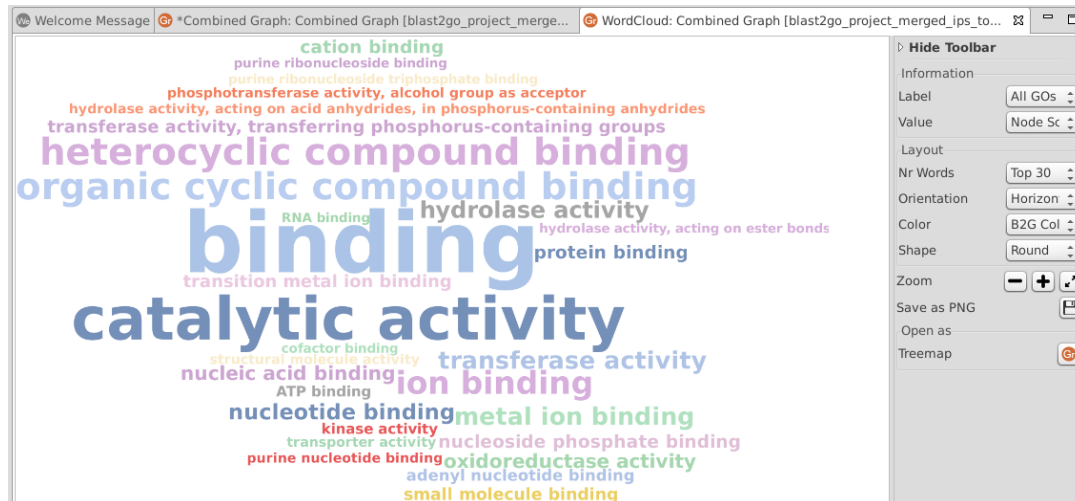 We Welcome Message
Gr *Combined Graph: Combined Graph [blast2go_project_merge...
Gr WordCloud: Combined Graph [blast2go_project_merged_ips_to...
cation binding
purine ribonucleoside binding
purine ribonucleoside triphosphate binding
phosphotransferase activity, alcohol group as acceptor
hydrolase activity, acting on acid anhydrides, in phosphorus-containing anhydrides
transferase activity, transferring phosphorus-containing groups
heterocyclic compound binding
organic cyclic compound binding
hydrolase activity
RNA binding
binding
hydrolase activity, acting on ester bonds
protein binding
transition metal ion binding
catalytic activity
cofactor binding
structural molecule activity
transferase activity
nucleic acid binding
ion binding
ATP binding
nucleotide binding
metal ion binding
kinase activity
transporter activity
nucleoside phosphate binding
purine nucleotide binding
oxidoreductase activity
adenyl nucleotide binding
small molecule binding
Hide Toolbar
Information
Label All GOs
Value Node Sc
Layout
Nr Words Top 30
Orientation Horizon
Color B2G Col
Shape Round
Zoom
Save as PNG
Open as
Treemap Gr